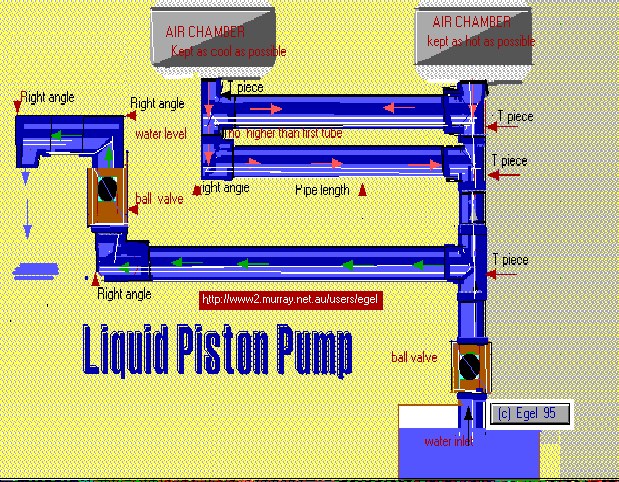 AIR CHAMBER
Kept as cool as possible
AIR CHAMBER
kept as hot as possible
T piece
Right angle
Right angle
water level
no higher than first tube
T piece
T piece
right angle
Pipe length
ball valve
T piece
Right angle
http://www2.murray.net.au/users/egel
Liquid Piston Pump
ball valve
(c) Egel 95
water inlet